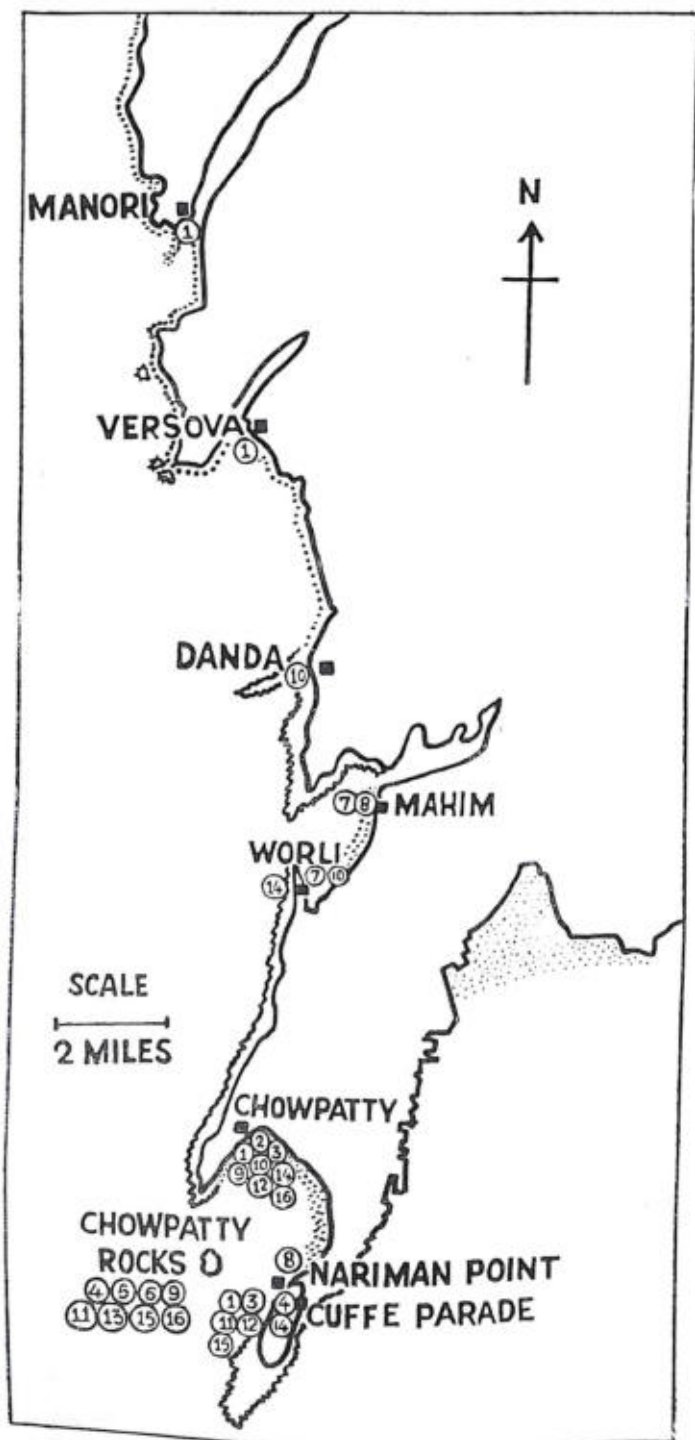 N
MANORI
1
VERSOVA
1
DANDA
10
7 8 MAHIM
WORLI
14 7 10
SCALE
2 MILES
CHOWPATTY
2
1 3
10
9 14
12
16
CHOWPATTY
ROCKS
4 5 6 9
11 13 15 16
8
NARIMAN POINT
1 3 4
CUFFE PARADE
11 12 14
15